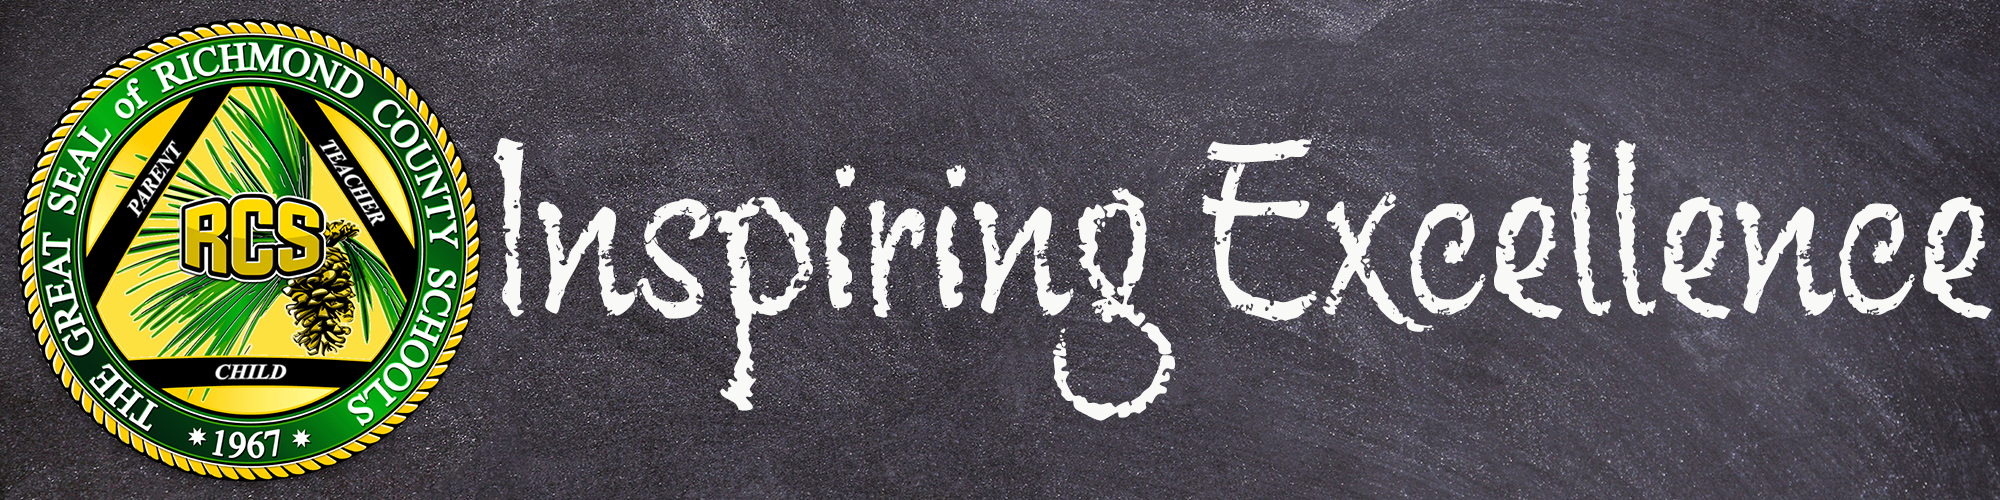 THE GREAT SEAL of RICHMOND COUNTY SCHOOLS
PARENT
TEACHER
RCS
CHILD
1967
Inspiring Excellence